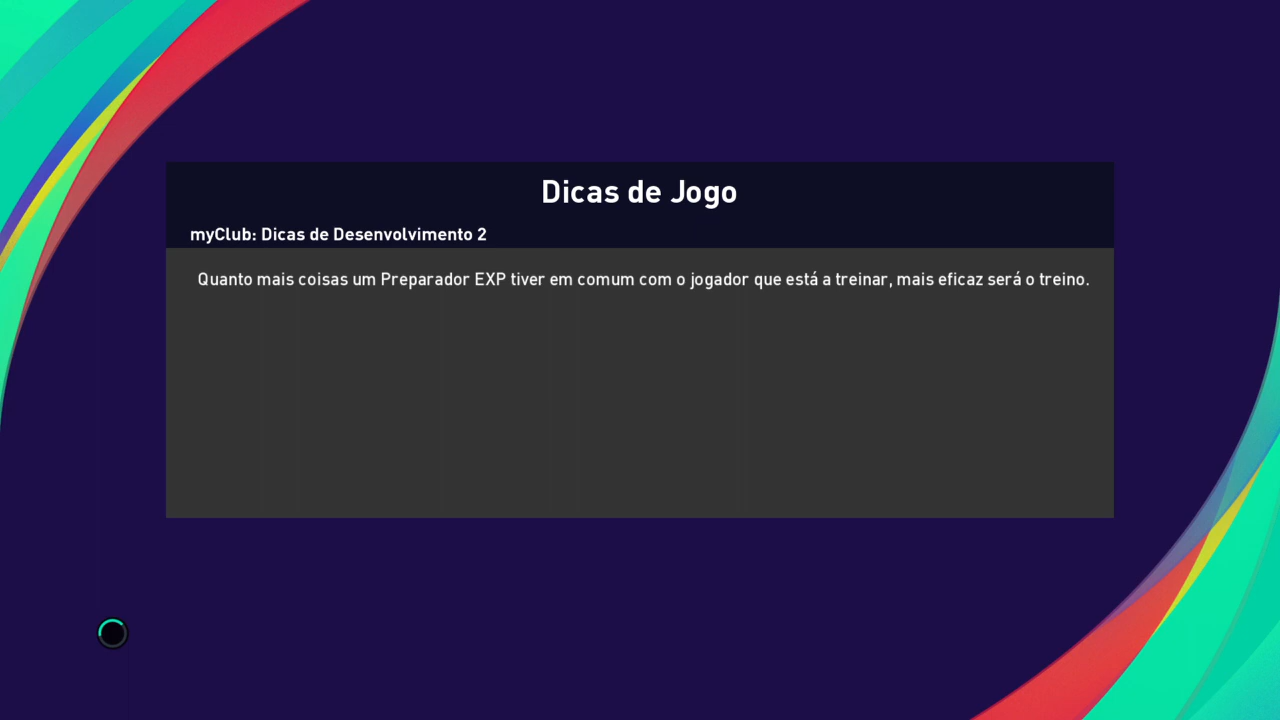 Dicas de Jogo
myClub: Dicas de Desenvolvimento 2
Quanto mais coisas um Preparador EXP tiver em comum com o jogador que está a treinar, mais eficaz será o treino.